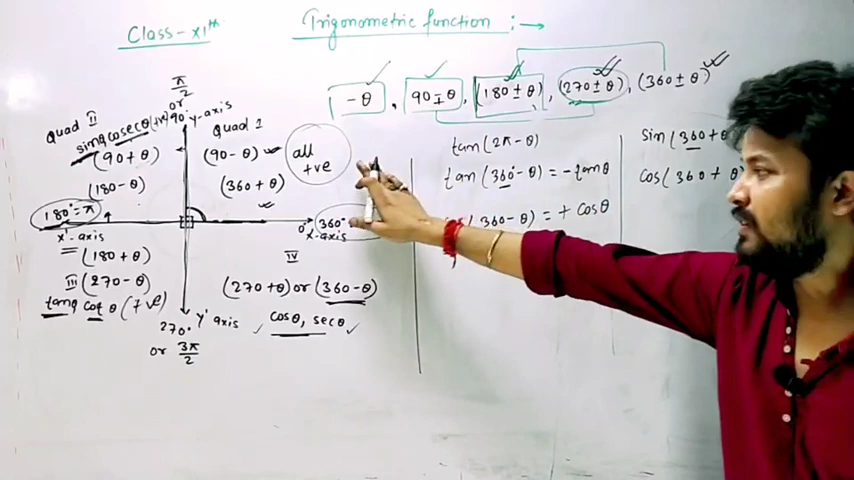 Class - XIth
Trigonometric function :→
-θ , 90∓θ , (180±θ) , (270±θ) , (360±θ)
π/2
or
90° y-axis
Quad II
sinθ cosecθ (+ve)
(90+θ)
(180-θ)
180°=π
x'-axis
Quad 1
(90-θ)
(360+θ)
all
+ve
0°
360°
x-axis
=(180+θ)
III (270-θ)
tanθ cot θ (+ve)
270° y' axis
or 3π/2
IV
(270+θ) or (360-θ)
cosθ, secθ
tan(2π-θ)
tan(360°-θ) = -tanθ
(360-θ) = + cosθ
sin(360+θ
cos(360+θ)